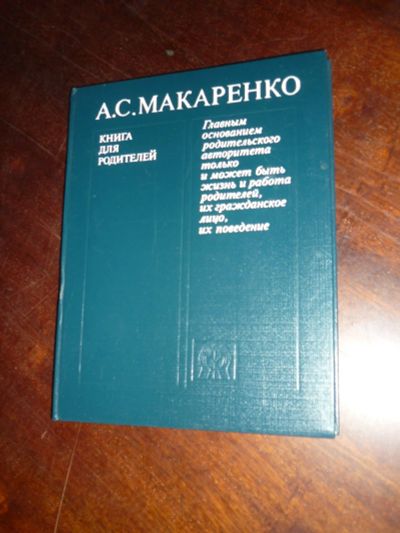 А.С.МАКАРЕНКО
КНИГА
ДЛЯ
РОДИТЕЛЕЙ
Главным
основанием
родительского
авторитета
только
и может быть
жизнь и работа
родителей,
их гражданское
лицо,
их поведение